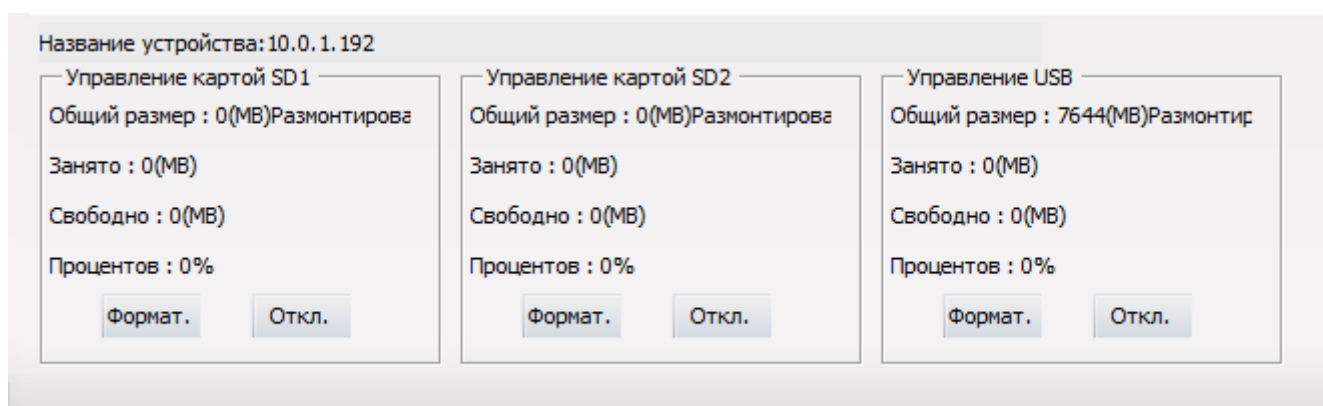 Название устройства:10.0.1.192
Управление картой SD1
Общий размер : 0(MB)Размонтирова
Занято : 0(MB)
Свободно : 0(MB)
Процентов : 0%
Формат. Откл.
Управление картой SD2
Общий размер : 0(MB)Размонтирова
Занято : 0(MB)
Свободно : 0(MB)
Процентов : 0%
Формат. Откл.
Управление USB
Общий размер : 7644(MB)Размонтир
Занято : 0(MB)
Свободно : 0(MB)
Процентов : 0%
Формат. Откл.